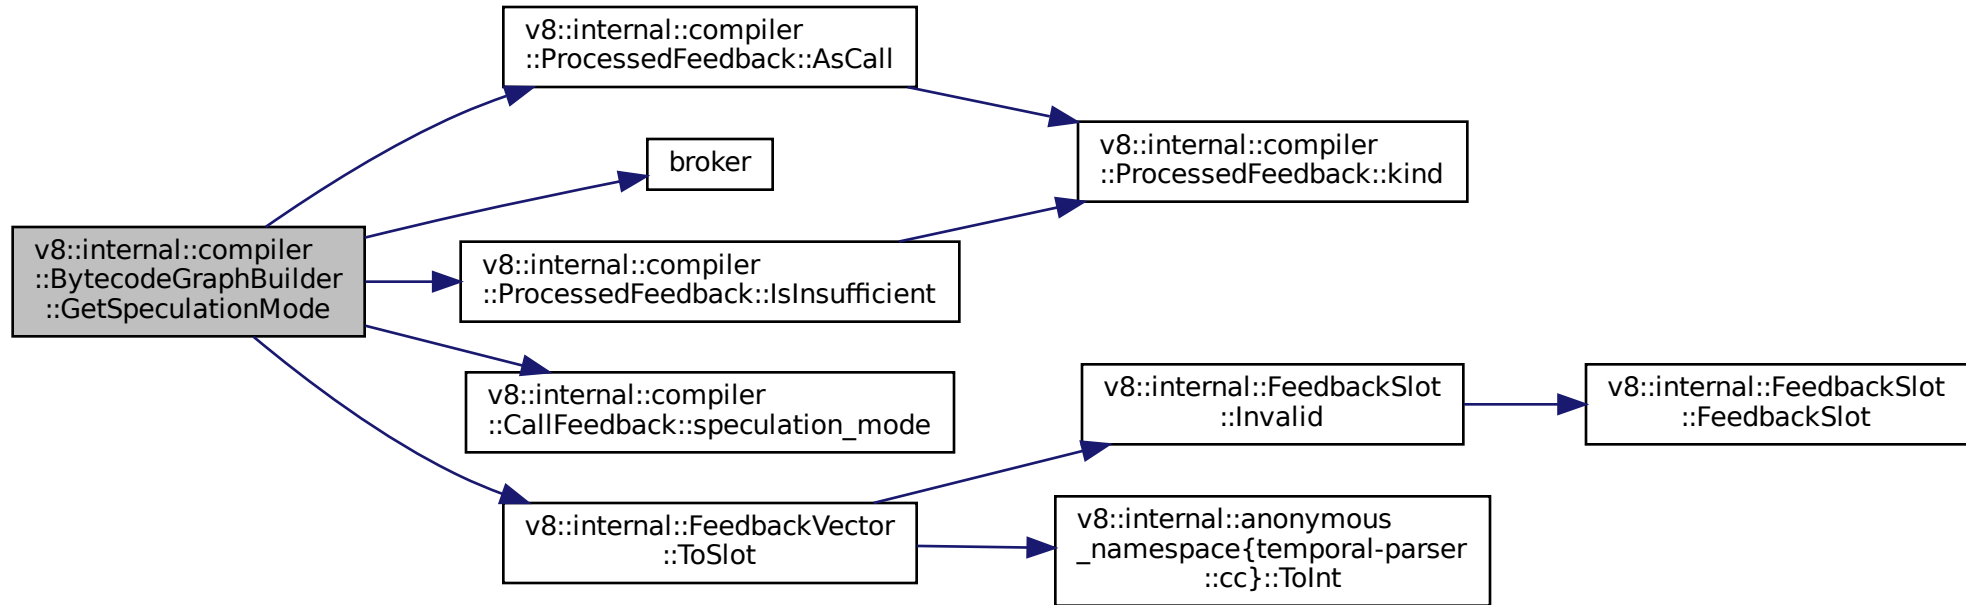 v8::internal::compiler
::ProcessedFeedback::AsCall
v8::internal::compiler
::ProcessedFeedback::kind
broker
v8::internal::compiler
::BytecodeGraphBuilder
::GetSpeculationMode
v8::internal::compiler
::ProcessedFeedback::IsInsufficient
v8::internal::compiler
::CallFeedback::speculation_mode
v8::internal::FeedbackSlot
::Invalid
v8::internal::FeedbackSlot
::FeedbackSlot
v8::internal::FeedbackVector
::ToSlot
v8::internal::anonymous
_namespace{temporal-parser
::cc}::ToInt